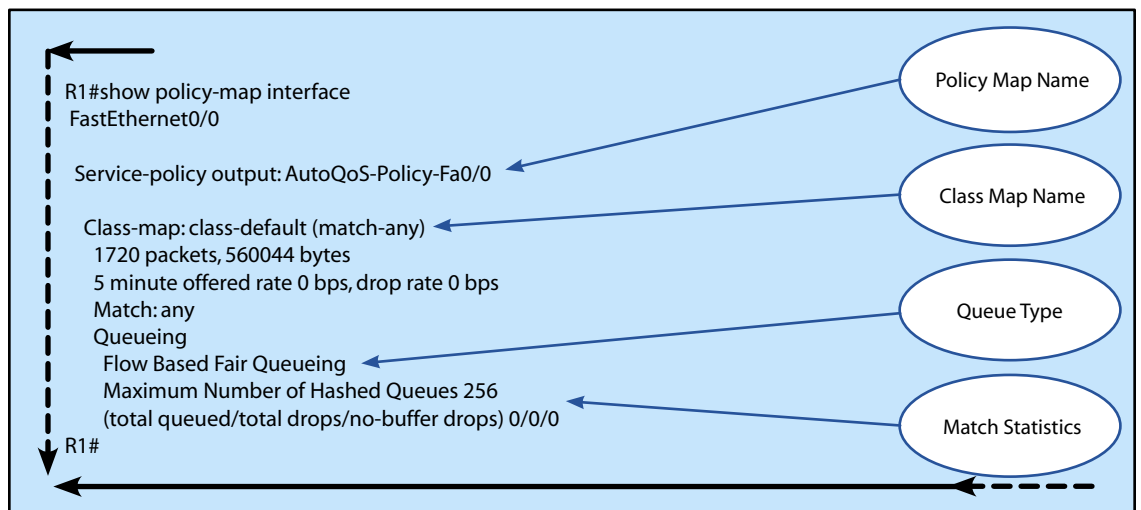 R1#show policy-map interface
FastEthernet0/0
Service-policy output: AutoQoS-Policy-Fa0/0
Class-map: class-default (match-any)
1720 packets, 560044 bytes
5 minute offered rate 0 bps, drop rate 0 bps
Match: any
Queueing
Flow Based Fair Queueing
Maximum Number of Hashed Queues 256
(total queued/total drops/no-buffer drops) 0/0/0
R1#
Policy Map Name
Class Map Name
Queue Type
Match Statistics